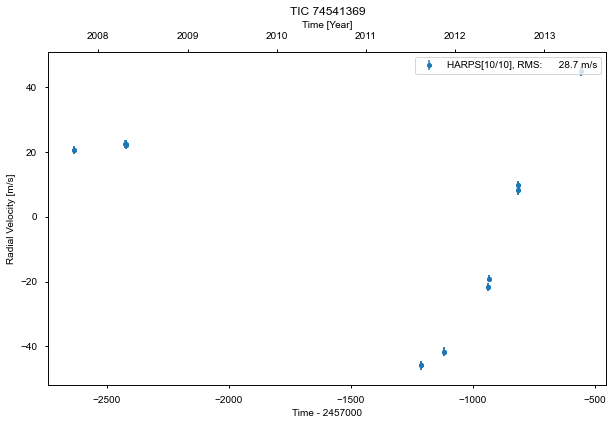 TIC 74541369
Time [Year]
2008 2009 2010 2011 2012 2013
HARPS[10/10], RMS: 28.7 m/s
40
20
0
−20
−40
Radial Velocity [m/s]
−2500 −2000 −1500 −1000 −500
Time - 2457000